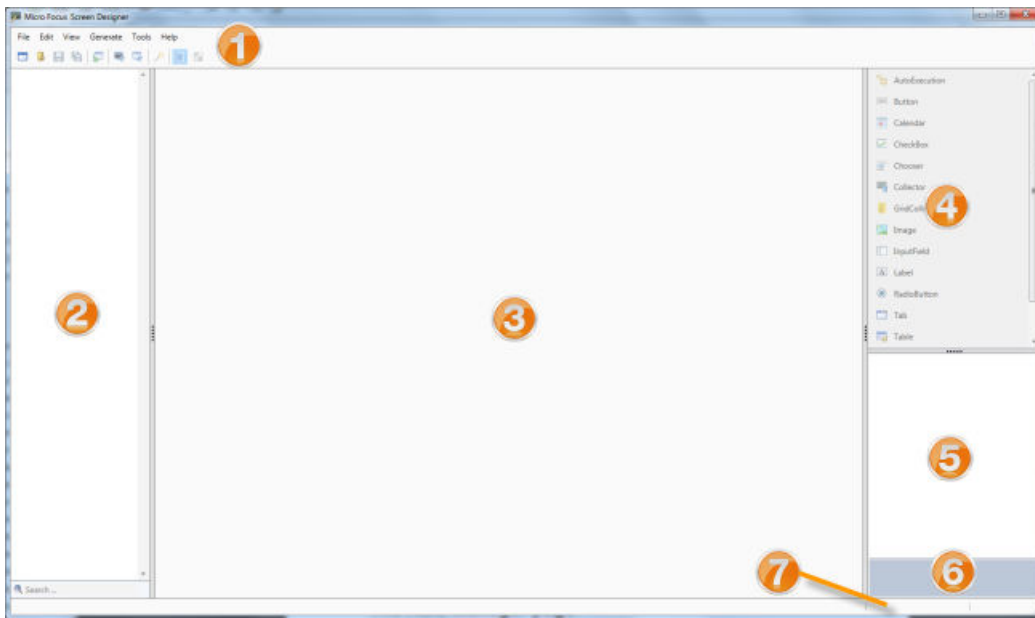 Micro Focus Screen Designer
File Edit View Generate Tools Help
1
AutoExecution
Button
Calendar
CheckBox
Chooser
Collector
4
Image
InputField
Label
RadioButton
Tab
Table
2
3
5
6
7
Search ...